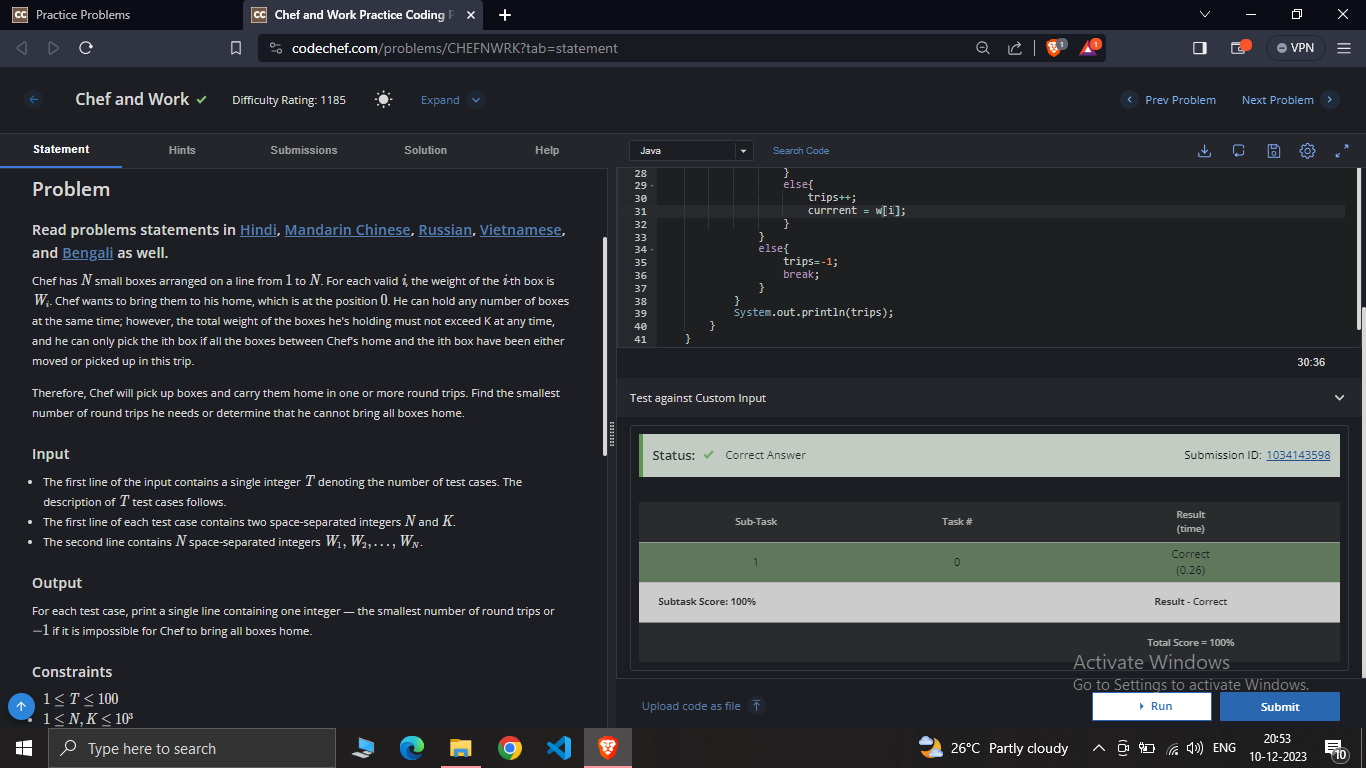 Practice Problems
Chef and Work Practice Coding P
codechef.com/problems/CHEFNWRK?tab=statement
1
1
VPN
Chef and Work
Difficulty Rating: 1185
Expand
Prev Problem
Next Problem
Statement
Hints
Submissions
Solution
Help
Problem
Read problems statements in Hindi, Mandarin Chinese, Russian, Vietnamese,
and Bengali as well.
Chef has N small boxes arranged on a line from 1 to N. For each valid i, the weight of the i-th box is
Wi. Chef wants to bring them to his home, which is at the position 0. He can hold any number of boxes
at the same time; however, the total weight of the boxes he's holding must not exceed K at any time,
and he can only pick the ith box if all the boxes between Chef's home and the ith box have been either
moved or picked up in this trip.
Therefore, Chef will pick up boxes and carry them home in one or more round trips. Find the smallest
number of round trips he needs or determine that he cannot bring all boxes home.
Input
• The first line of the input contains a single integer T denoting the number of test cases. The
description of T test cases follows.
• The first line of each test case contains two space-separated integers N and K.
• The second line contains N space-separated integers W1, W2, ..., WN.
Output
For each test case, print a single line containing one integer — the smallest number of round trips or
−1 if it is impossible for Chef to bring all boxes home.
Constraints
1 ≤ T ≤ 100
• 1 ≤ N, K ≤ 10³
Java
Search Code
28 }
29 else{
30 trips++;
31 currrent = w[i];
32 }
33 }
34 else{
35 trips=-1;
36 break;
37 }
38 }
39 System.out.println(trips);
40 }
41 }
30:36
Test against Custom Input
Status: Correct Answer
Submission ID: 1034143598
Sub-Task
Task #
Result
(time)
1
0
Correct
(0.26)
Subtask Score: 100%
Result - Correct
Total Score = 100%
Activate Windows
Go to Settings to activate Windows.
Upload code as file
Run
Submit
Type here to search
26°C Partly cloudy
ENG
20:53
10-12-2023
10